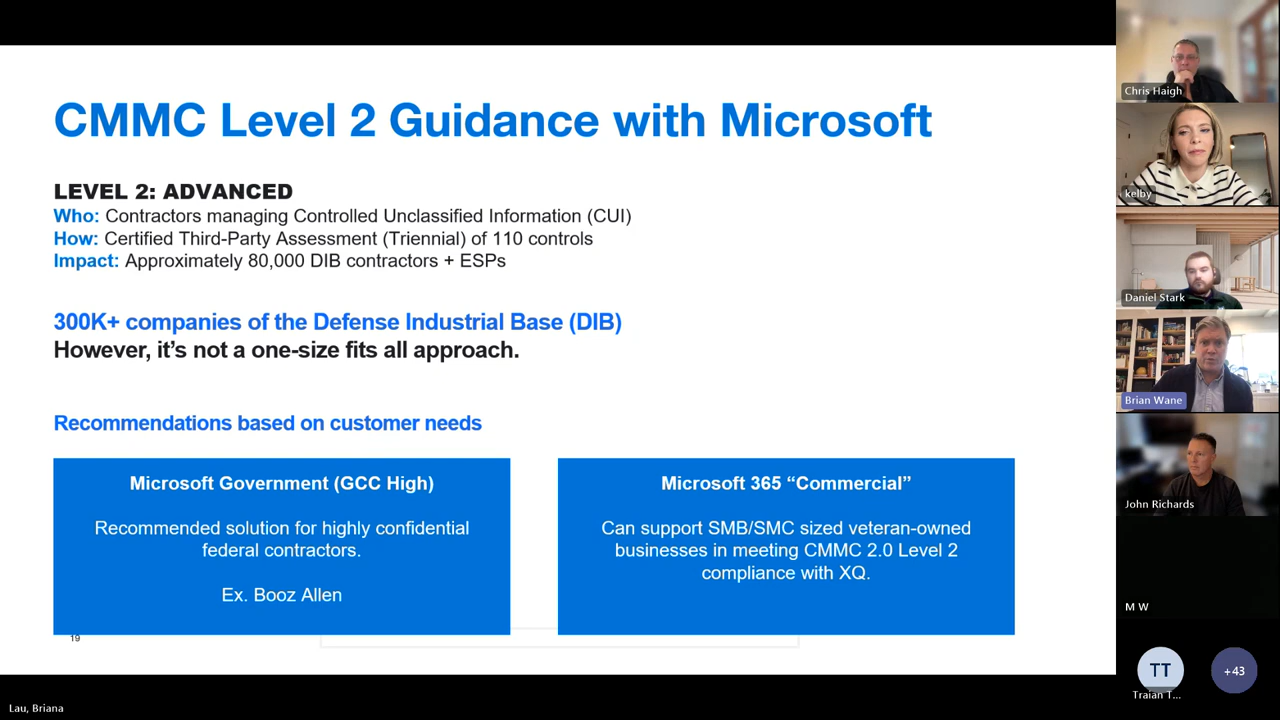 CMMC Level 2 Guidance with Microsoft
LEVEL 2: ADVANCED
Who: Contractors managing Controlled Unclassified Information (CUI)
How: Certified Third-Party Assessment (Triennial) of 110 controls
Impact: Approximately 80,000 DIB contractors + ESPs
300K+ companies of the Defense Industrial Base (DIB)
However, it’s not a one-size fits all approach.
Recommendations based on customer needs
Microsoft Government (GCC High)
Recommended solution for highly confidential
federal contractors.
Ex. Booz Allen
Microsoft 365 “Commercial”
Can support SMB/SMC sized veteran-owned
businesses in meeting CMMC 2.0 Level 2
compliance with XQ.
19
Chris Haigh
kelby
Daniel Stark
Brian Wane
John Richards
M W
TT
Traian T...
+43
Lau, Briana